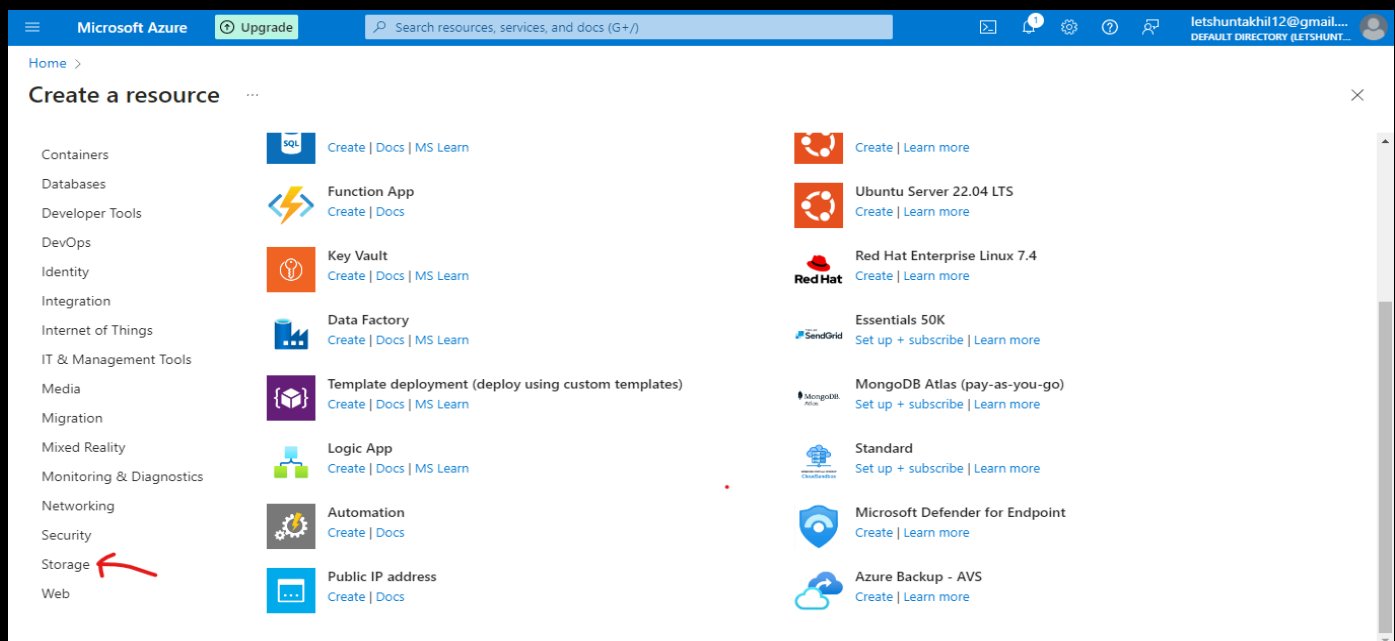 Microsoft Azure
Upgrade
Search resources, services, and docs (G+/)
1
letshuntakhil12@gmail....
DEFAULT DIRECTORY (LETSHUNT...
Home >
Create a resource ...
Containers
Databases
Developer Tools
DevOps
Identity
Integration
Internet of Things
IT & Management Tools
Media
Migration
Mixed Reality
Monitoring & Diagnostics
Networking
Security
Storage
Web
SQL
Create | Docs | MS Learn
Function App
Create | Docs
Key Vault
Create | Docs | MS Learn
Data Factory
Create | Docs | MS Learn
Template deployment (deploy using custom templates)
Create | Docs | MS Learn
Logic App
Create | Docs | MS Learn
Automation
Create | Docs
Public IP address
Create | Docs
Create | Learn more
Ubuntu Server 22.04 LTS
Create | Learn more
Red Hat
Red Hat Enterprise Linux 7.4
Create | Learn more
SendGrid
Essentials 50K
Set up + subscribe | Learn more
MongoDB.
Atlas
MongoDB Atlas (pay-as-you-go)
Set up + subscribe | Learn more
Standard
Set up + subscribe | Learn more
Microsoft Defender for Endpoint
Create | Learn more
Azure Backup - AVS
Create | Learn more